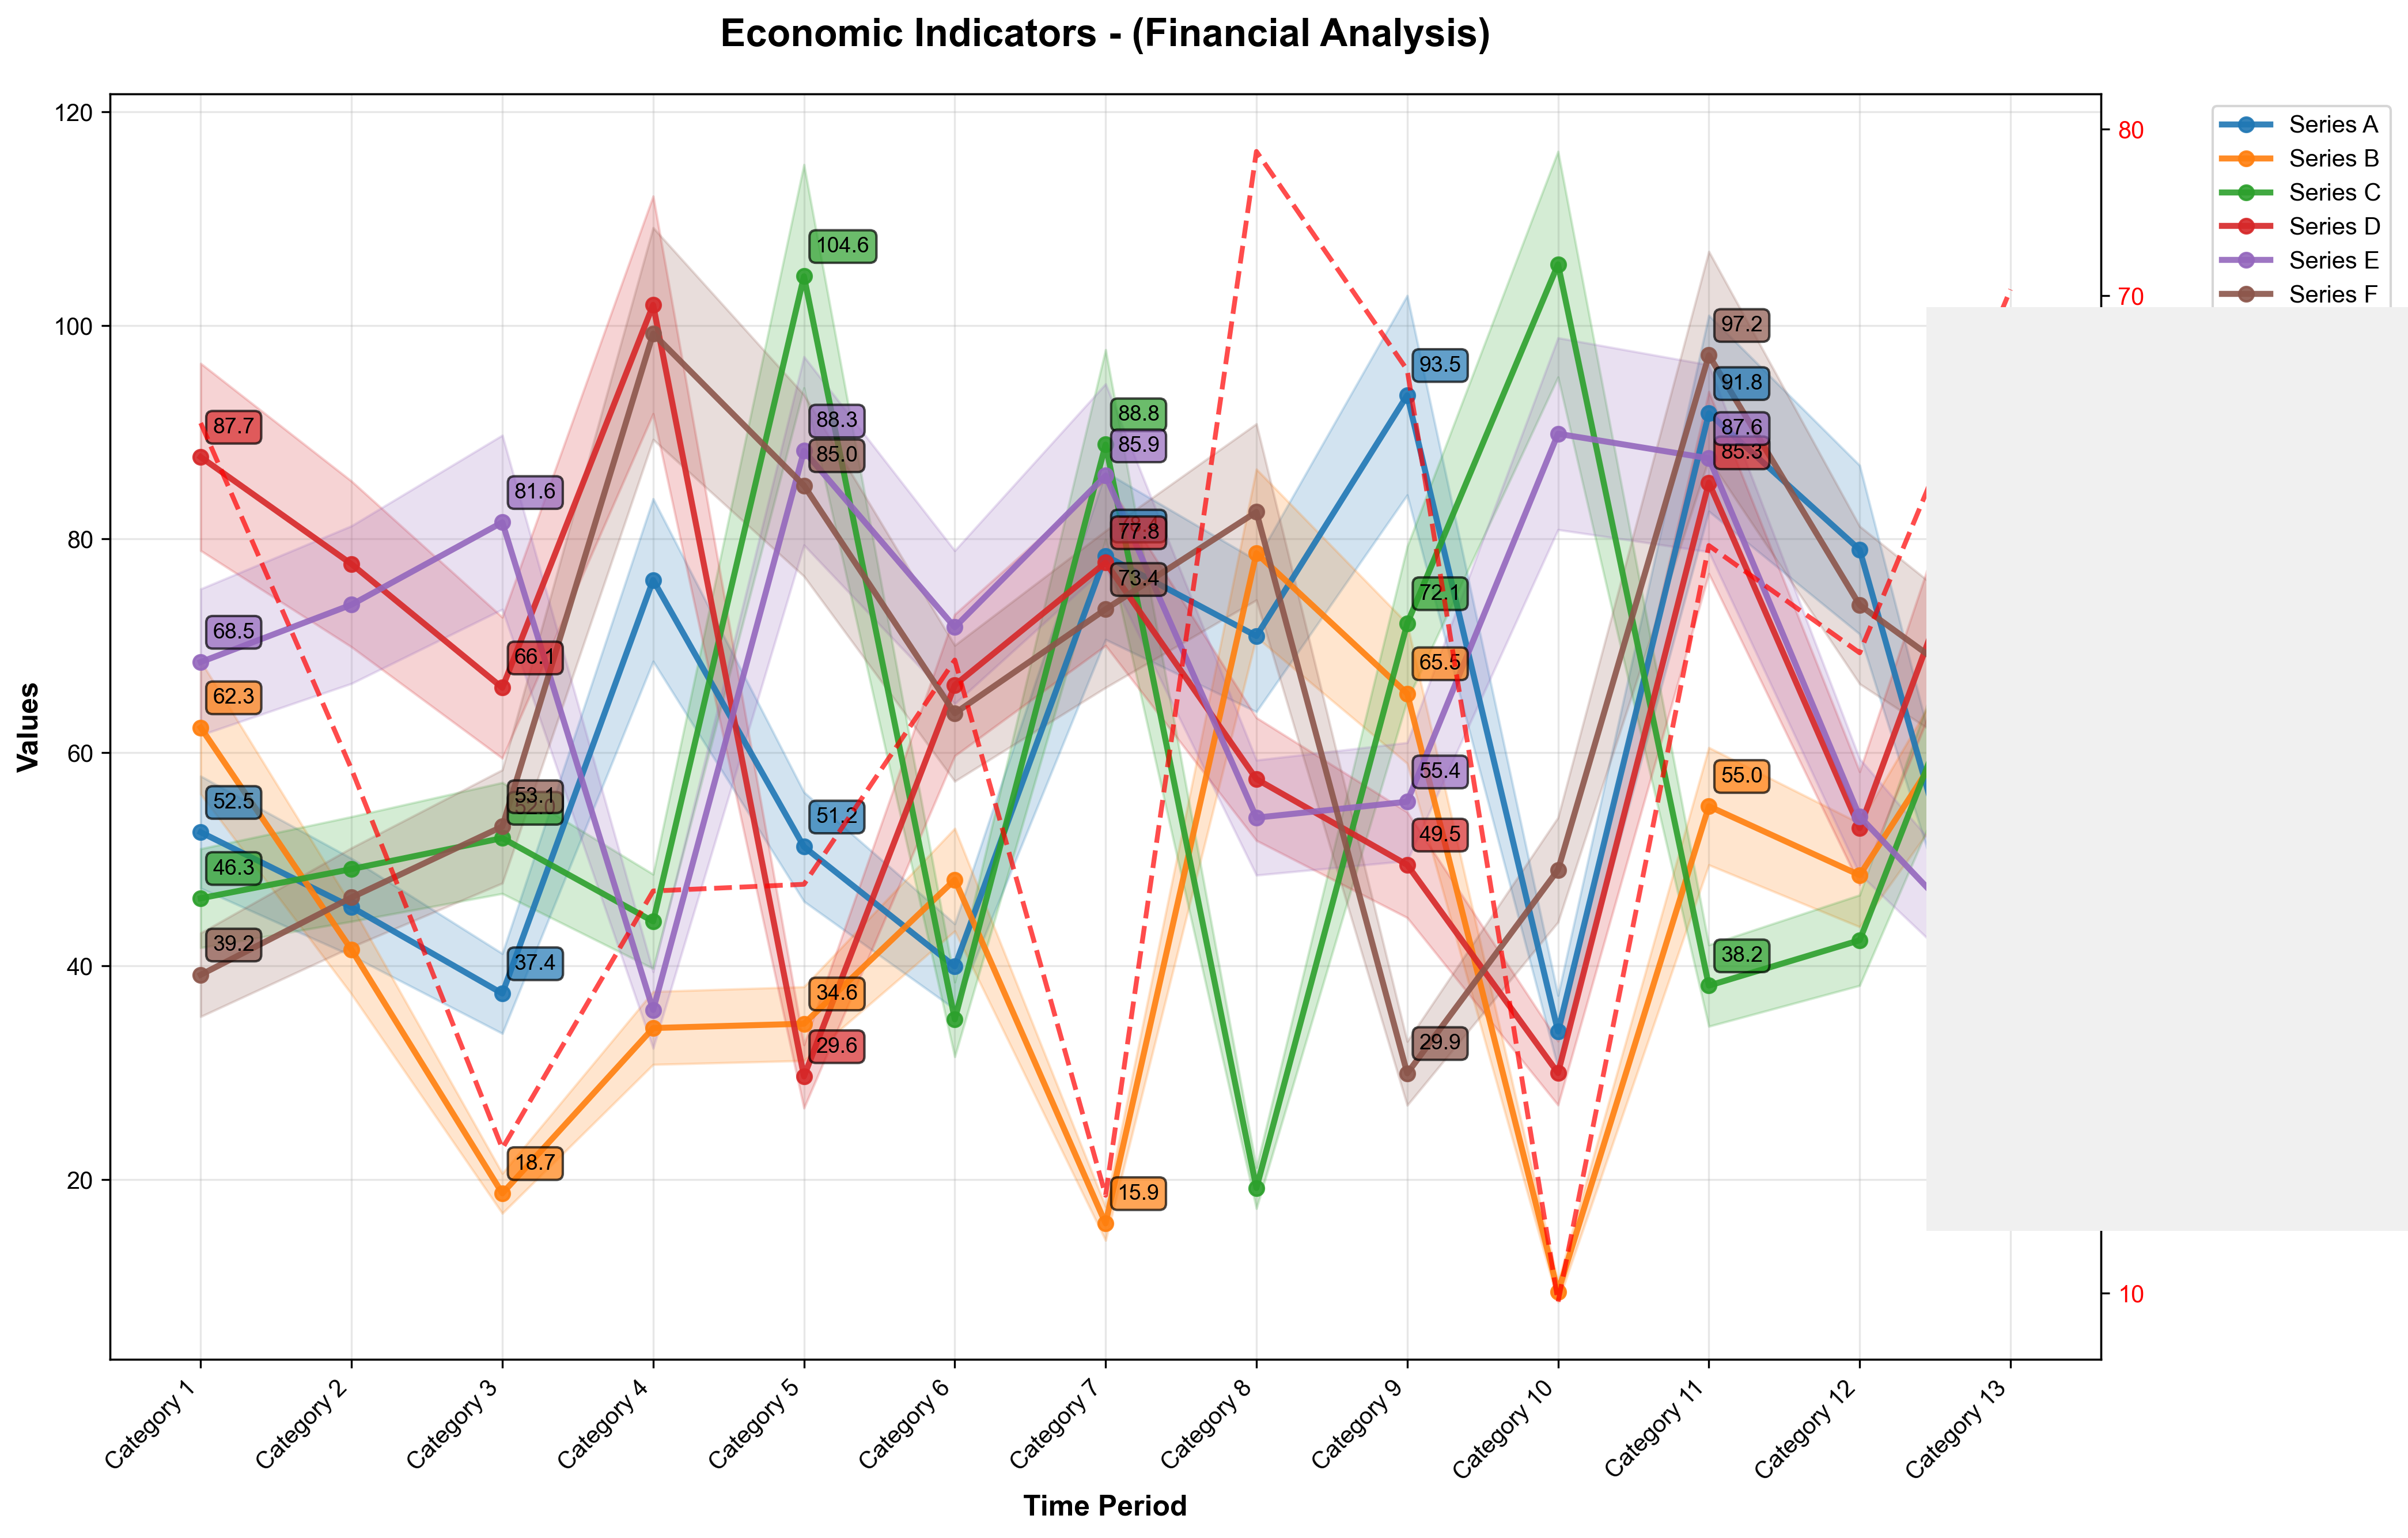 Economic Indicators - (Financial Analysis)
Values
120
100
80
60
40
20
80
70
10
Series A
Series B
Series C
Series D
Series E
Series F
87.7
68.5
62.3
52.5
46.3
39.2
81.6
66.1
53.1
37.4
18.7
104.6
88.3
85.0
51.2
34.6
29.6
88.8
85.9
77.8
73.4
15.9
93.5
72.1
65.5
55.4
49.5
29.9
97.2
91.8
87.6
85.3
55.0
38.2
Category 1
Category 2
Category 3
Category 4
Category 5
Category 6
Category 7
Category 8
Category 9
Category 10
Category 11
Category 12
Category 13
Time Period